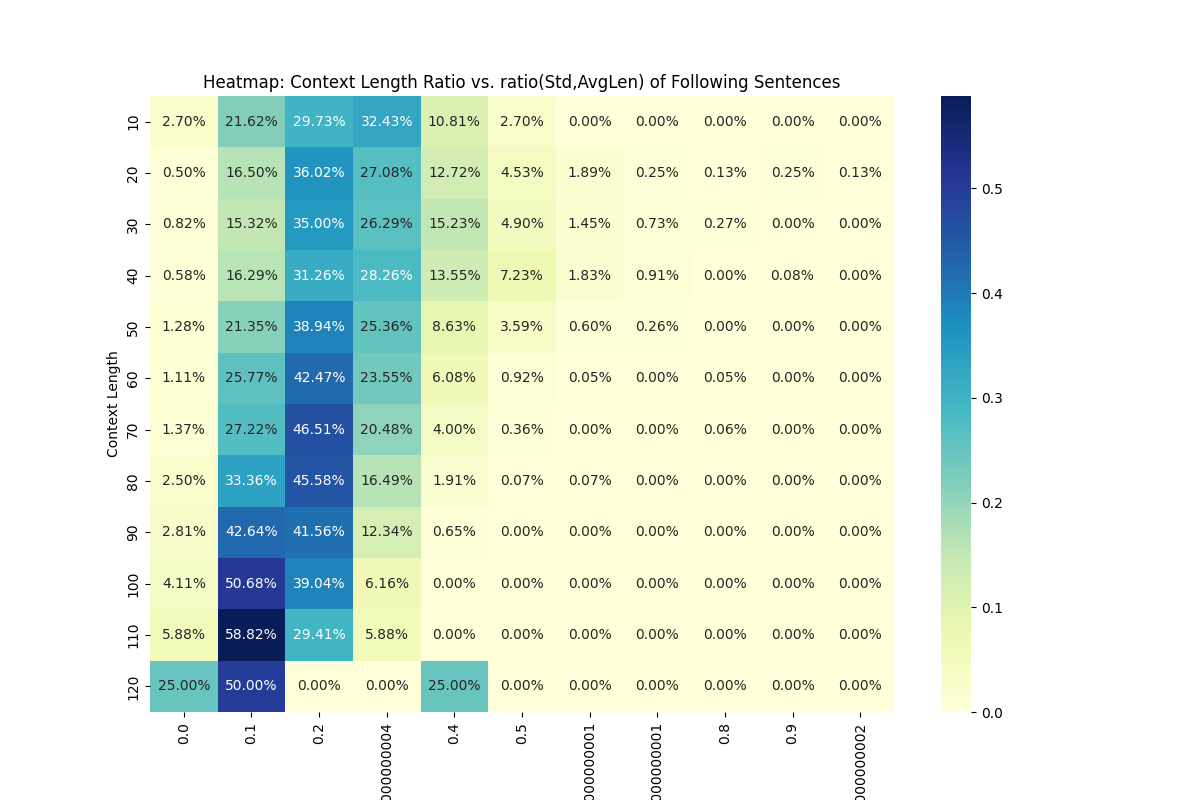 Heatmap: Context Length Ratio vs. ratio(Std,AvgLen) of Following Sentences
10 2.70% 21.62% 29.73% 32.43% 10.81% 2.70% 0.00% 0.00% 0.00% 0.00% 0.00%
20 0.50% 16.50% 36.02% 27.08% 12.72% 4.53% 1.89% 0.25% 0.13% 0.25% 0.13%
30 0.82% 15.32% 35.00% 26.29% 15.23% 4.90% 1.45% 0.73% 0.27% 0.00% 0.00%
40 0.58% 16.29% 31.26% 28.26% 13.55% 7.23% 1.83% 0.91% 0.00% 0.08% 0.00%
50 1.28% 21.35% 38.94% 25.36% 8.63% 3.59% 0.60% 0.26% 0.00% 0.00% 0.00%
60 1.11% 25.77% 42.47% 23.55% 6.08% 0.92% 0.05% 0.00% 0.05% 0.00% 0.00%
70 1.37% 27.22% 46.51% 20.48% 4.00% 0.36% 0.00% 0.00% 0.06% 0.00% 0.00%
80 2.50% 33.36% 45.58% 16.49% 1.91% 0.07% 0.07% 0.00% 0.00% 0.00% 0.00%
90 2.81% 42.64% 41.56% 12.34% 0.65% 0.00% 0.00% 0.00% 0.00% 0.00% 0.00%
100 4.11% 50.68% 39.04% 6.16% 0.00% 0.00% 0.00% 0.00% 0.00% 0.00% 0.00%
110 5.88% 58.82% 29.41% 5.88% 0.00% 0.00% 0.00% 0.00% 0.00% 0.00% 0.00%
120 25.00% 50.00% 0.00% 0.00% 25.00% 0.00% 0.00% 0.00% 0.00% 0.00% 0.00%
Context Length
0.0 0.1 0.2 000000004 0.4 0.5 000000001 000000001 0.8 0.9 000000002
0.5
0.4
0.3
0.2
0.1
0.0